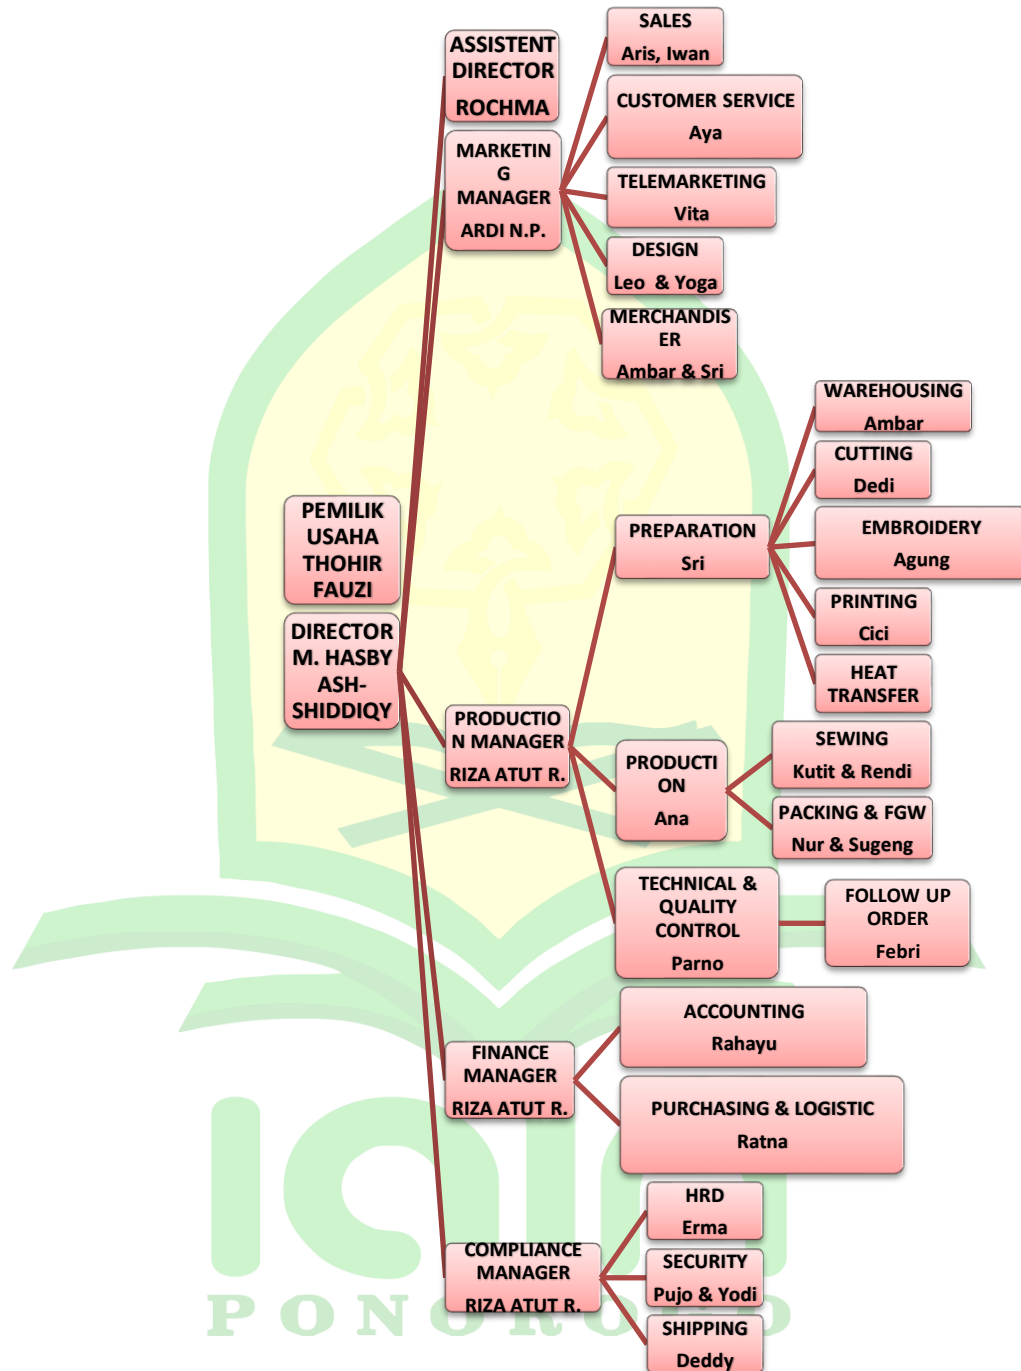 PEMILIK
USAHA
THOHIR
FAUZI
DIRECTOR
M. HASBY
ASH-
SHIDDIQY
ASSISTENT
DIRECTOR
ROCHMA
MARKETIN
G
MANAGER
ARDI N.P.
SALES
Aris, Iwan
CUSTOMER SERVICE
Aya
TELEMARKETING
Vita
DESIGN
Leo & Yoga
MERCHANDIS
ER
Ambar & Sri
PRODUCTIO
N MANAGER
RIZA ATUT R.
PREPARATION
Sri
WAREHOUSING
Ambar
CUTTING
Dedi
EMBROIDERY
Agung
PRINTING
Cici
HEAT
TRANSFER
PRODUCTI
ON
Ana
SEWING
Kutit & Rendi
PACKING & FGW
Nur & Sugeng
TECHNICAL &
QUALITY
CONTROL
Parno
FOLLOW UP
ORDER
Febri
FINANCE
MANAGER
RIZA ATUT R.
ACCOUNTING
Rahayu
PURCHASING & LOGISTIC
Ratna
COMPLIANCE
MANAGER
RIZA ATUT R.
HRD
Erma
SECURITY
Pujo & Yodi
SHIPPING
Deddy
iain
PONOROGO